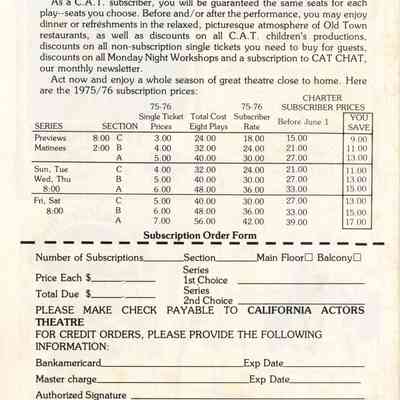 As a C.A.T. subscriber, you will be guaranteed the same seats for each
play--seats you choose. Before and/or after the performance, you may enjoy
dinner or refreshments in the relaxed, picturesque atmosphere of Old Town
restaurants, as well as discounts on all C.A.T. children's productions,
discounts on all non-subscription single tickets you need to buy for guests,
discounts on all Monday Night Workshops and a subscription to CAT CHAT,
our monthly newsletter.
Act now and enjoy a whole season of great theatre close to home. Here
are the 1975/76 subscription prices:
CHARTER
75-76 75-76 SUBSCRIBER PRICES
Single Ticket Total Cost Subscriber YOU
SERIES SECTION Prices Eight Plays Rate Before June 1 SAVE
Previews 8:00 C 3.00 24.00 18.00 15.00 9.00
Matinees 2:00 B 4.00 32.00 24.00 21.00 11.00
A 5.00 40.00 30.00 27.00 13.00
Sun, Tue C 4.00 32.00 24.00 21.00 11.00
Wed, Thu B 5.00 40.00 30.00 27.00 13.00
8:00 A 6.00 48.00 36.00 33.00 15.00
Fri, Sat C 5.00 40.00 30.00 27.00 13.00
8:00 B 6.00 48.00 36.00 33.00 15.00
A 7.00 56.00 42.00 39.00 17.00
Subscription Order Form
Number of Subscriptions Section Main Floor Balcony
Price Each $ Series
1st Choice
Total Due $ Series
2nd Choice
PLEASE MAKE CHECK PAYABLE TO CALIFORNIA ACTORS
THEATRE
FOR CREDIT ORDERS, PLEASE PROVIDE THE FOLLOWING
INFORMATION:
Bankamericard Exp Date
Master charge Exp Date
Authorized Signature